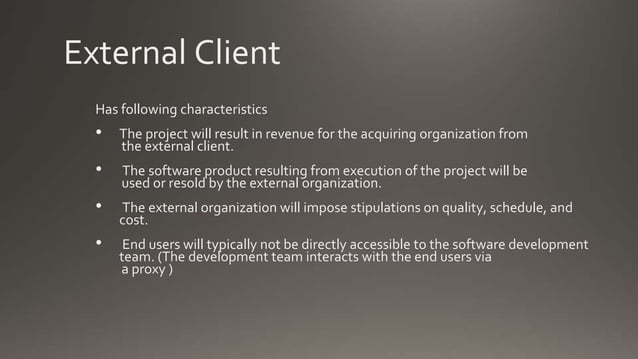 External Client
Has following characteristics
• The project will result in revenue for the acquiring organization from
the external client.
• The software product resulting from execution of the project will be
used or resold by the external organization.
• The external organization will impose stipulations on quality, schedule, and
cost.
• End users will typically not be directly accessible to the software development
team. (The development team interacts with the end users via
a proxy )